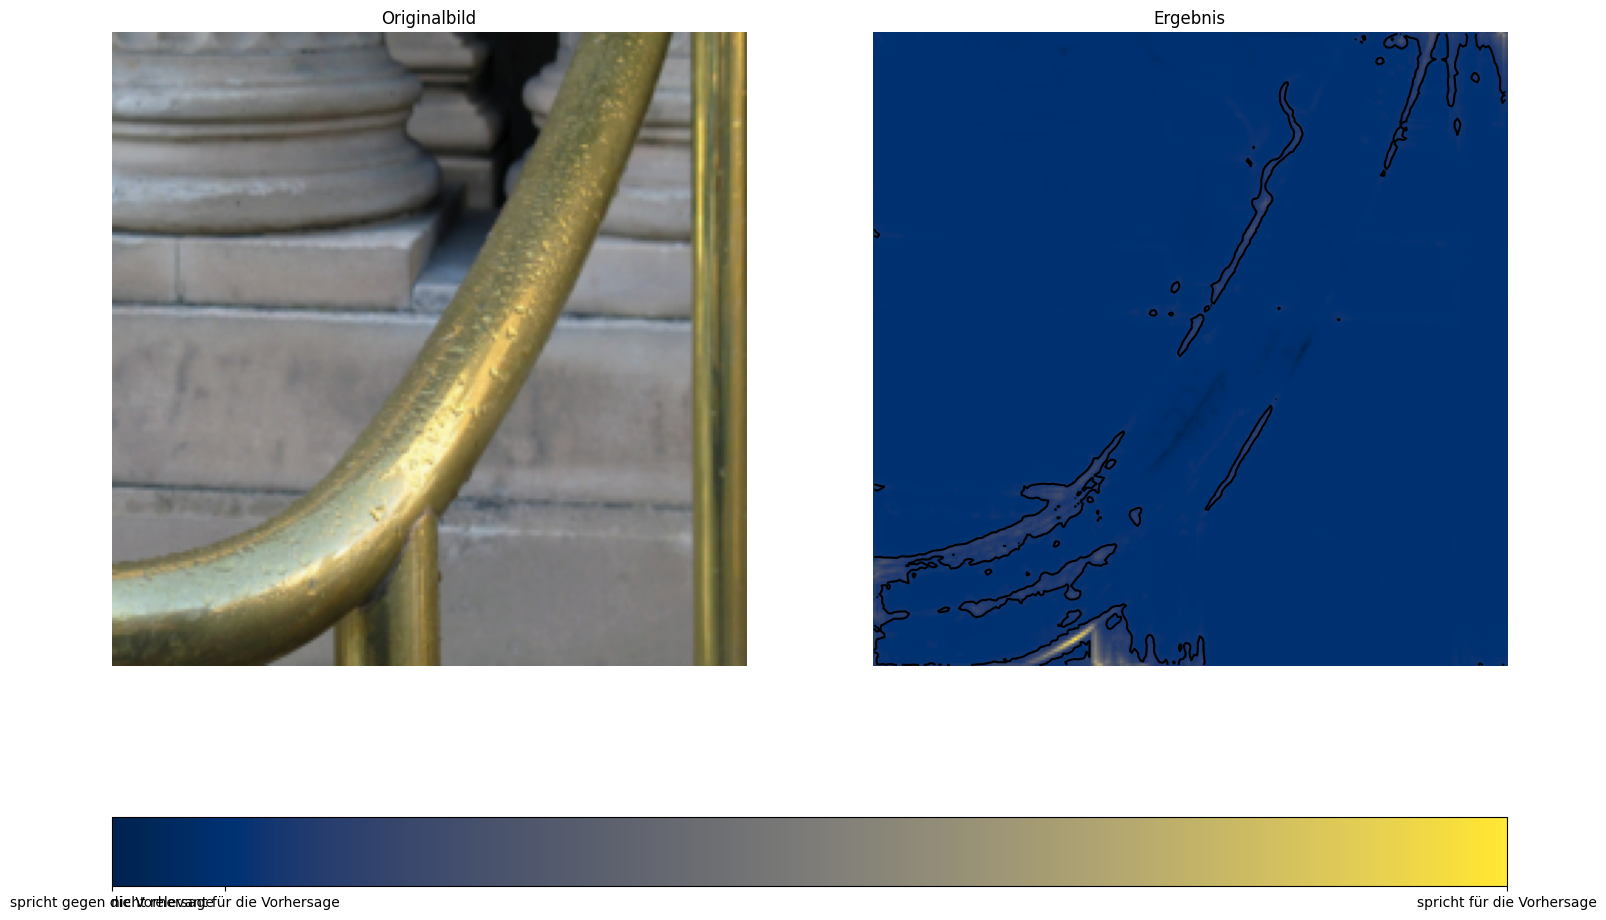 Originalbild
Ergebnis
spricht gegen die Vorhersage
nicht relevant für die Vorhersage
spricht für die Vorhersage